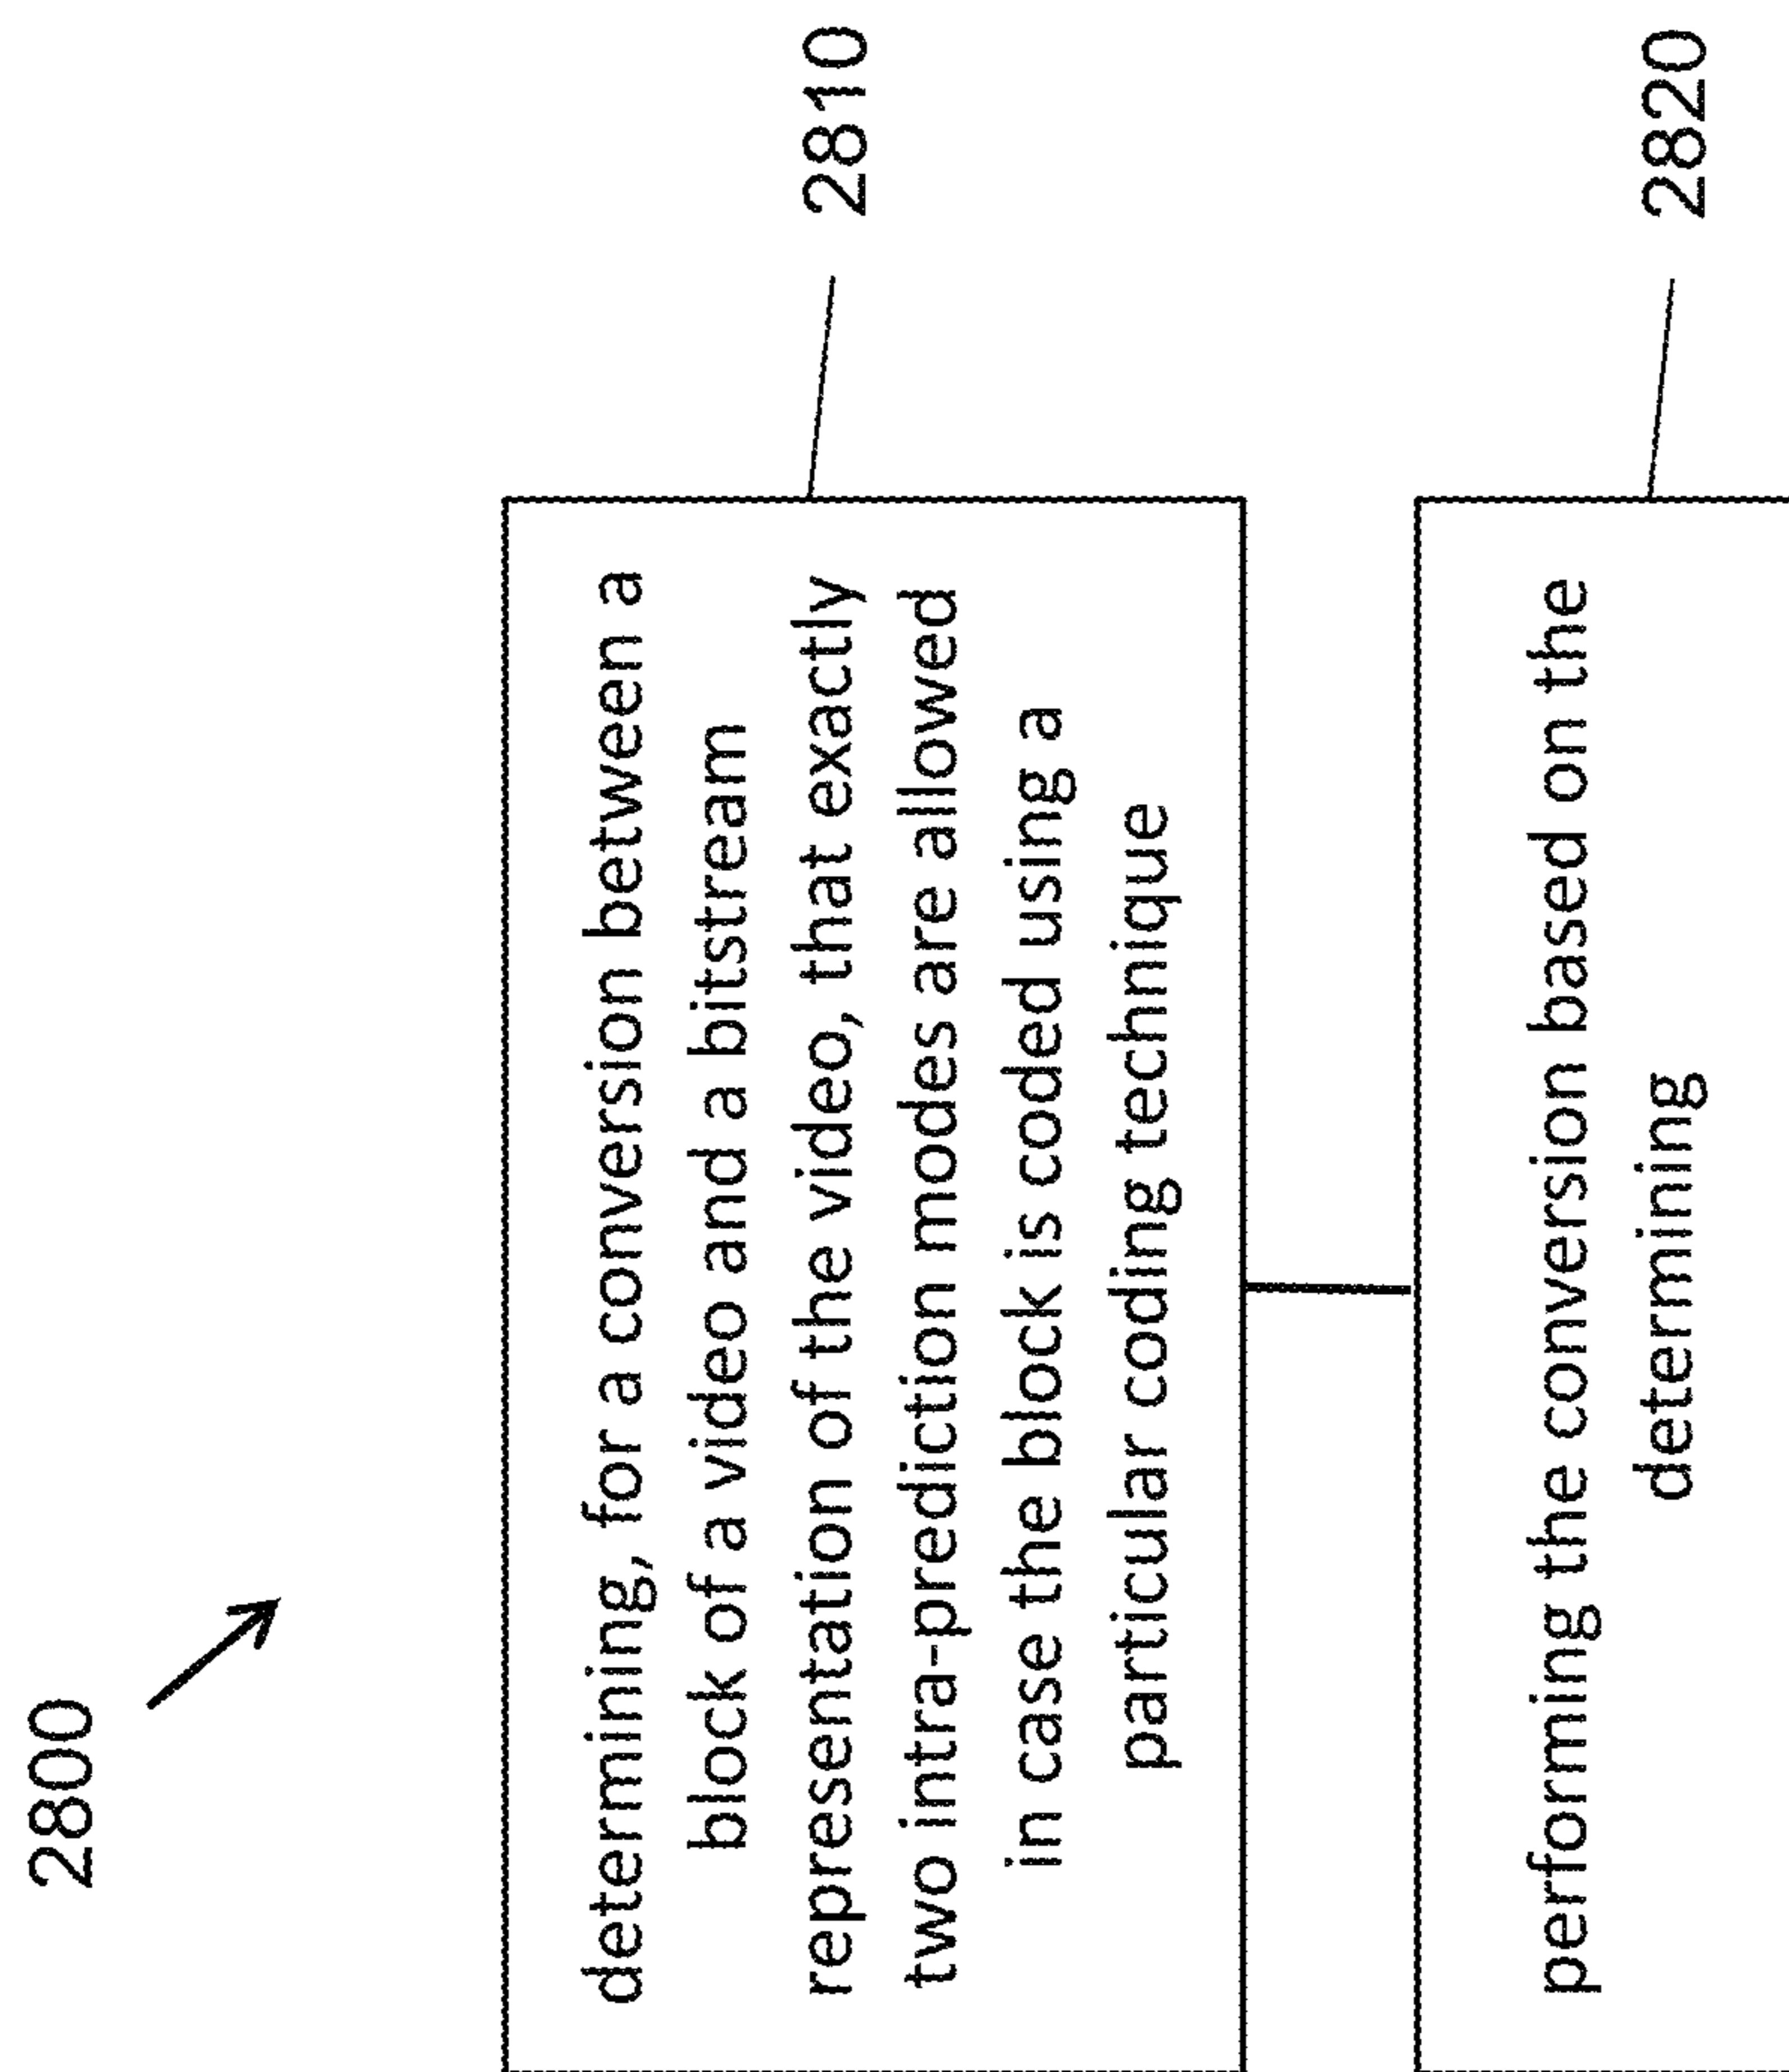 2800
determining, for a conversion between a
block of a video and a bitstream
representation of the video, that exactly
two intra-prediction modes are allowed
in case the block is coded using a
particular coding technique
2810
performing the conversion based on the
determining
2820